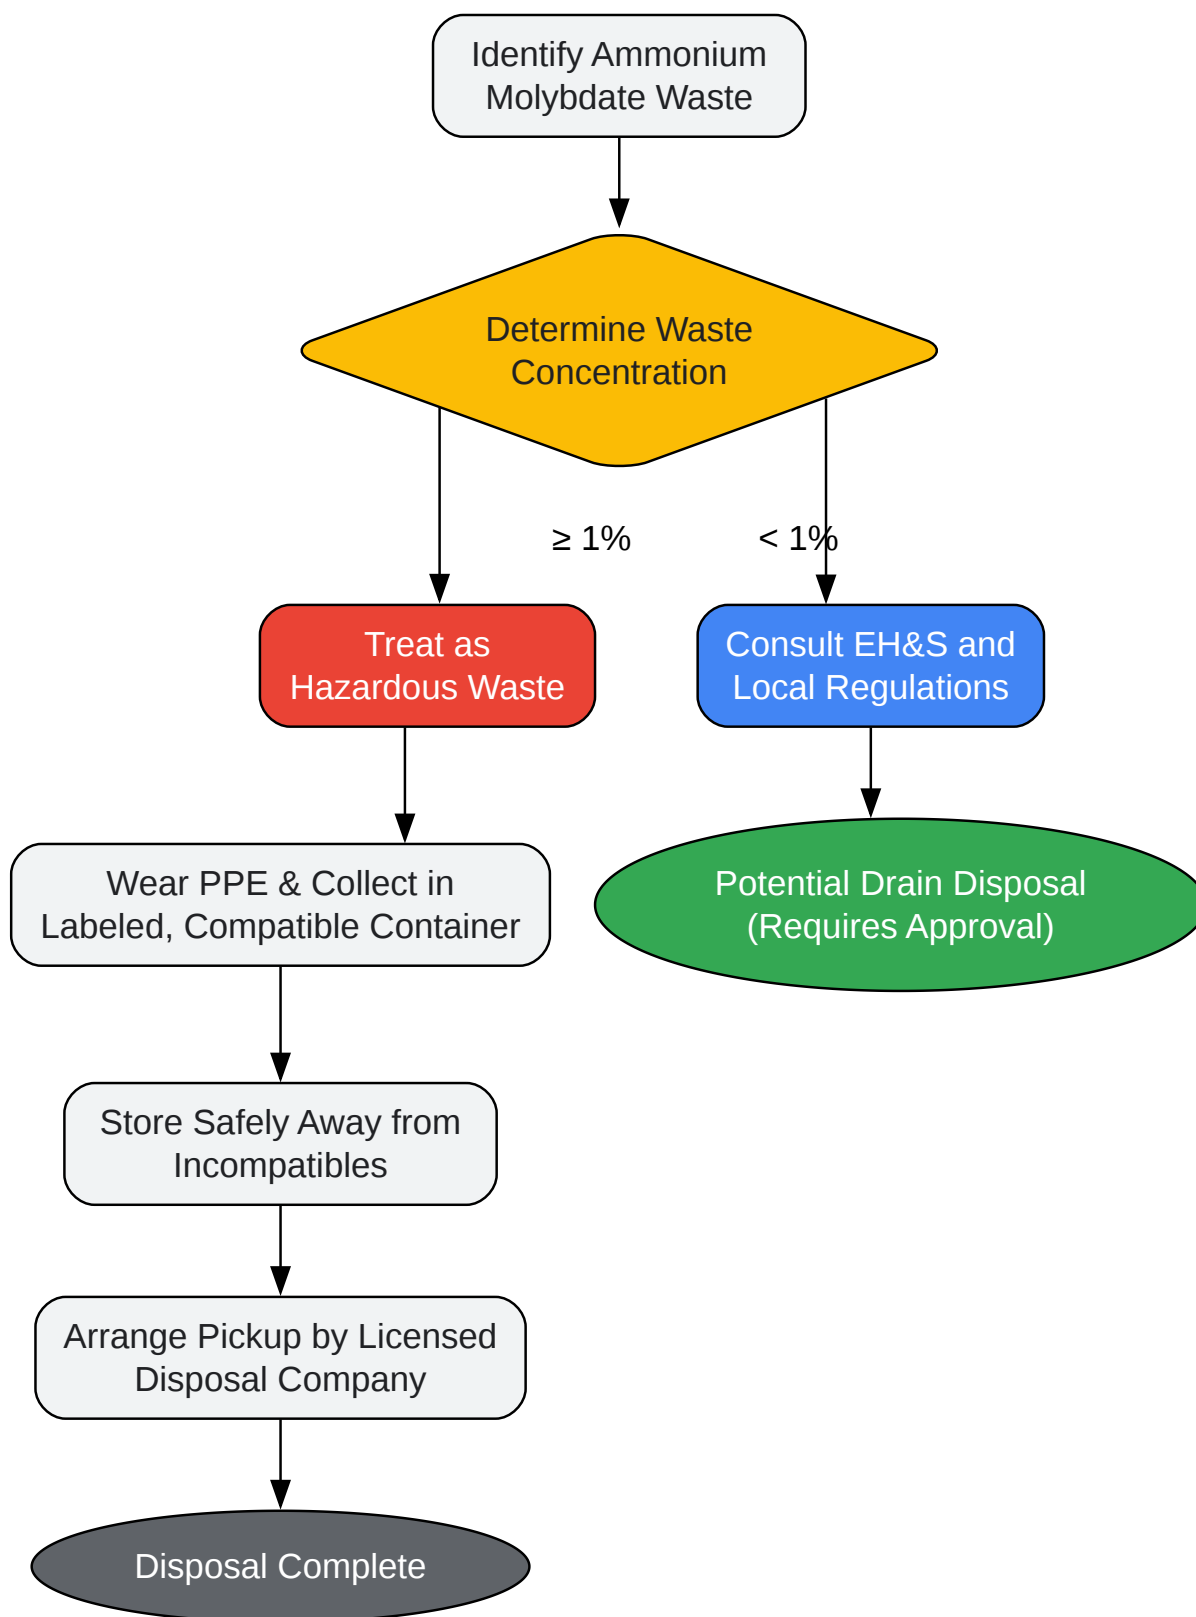 Identify Ammonium
Molybdate Waste
Determine Waste
Concentration
≥ 1%
< 1%
Treat as
Hazardous Waste
Consult EH&S and
Local Regulations
Wear PPE & Collect in
Labeled, Compatible Container
Potential Drain Disposal
(Requires Approval)
Store Safely Away from
Incompatibles
Arrange Pickup by Licensed
Disposal Company
Disposal Complete